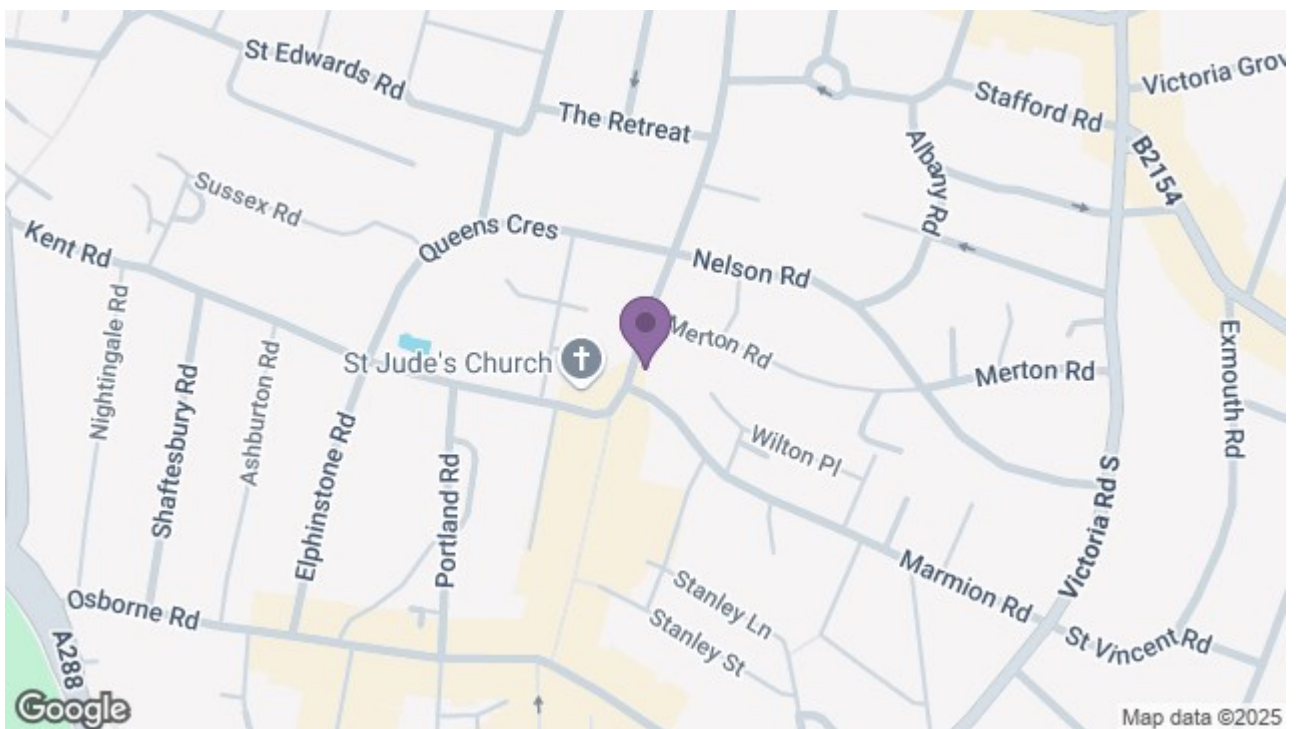 St Edwards Rd
The Retreat
Stafford Rd
Victoria Grov
B2154
Albany Rd
Sussex Rd
Queens Cres
Kent Rd
Nelson Rd
Nightingale Rd
Merton Rd
St Jude's Church
Merton Rd
Exmouth Rd
Shaftesbury Rd
Ashburton Rd
Elphinstone Rd
Portland Rd
Wilton Pl
Victoria Rd S
Marmion Rd
Stanley Ln
Stanley St
Osborne Rd
A288
St Vincent Rd
Google
Map data ©2025